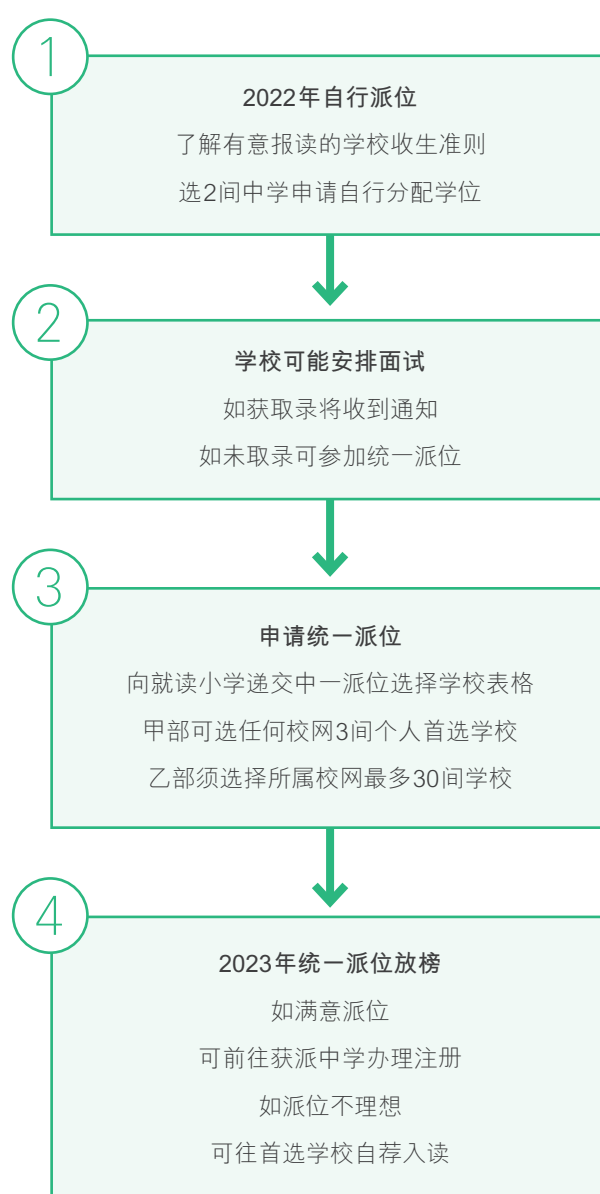 1
2022年自行派位
了解有意报读的学校收生准则
选2间中学申请自行分配学位
2
学校可能安排面试
如获取录将收到通知
如未取录可参加统一派位
3
申请统一派位
向就读小学递交中一派位选择学校表格
甲部可选任何校网3间个人首选学校
乙部须选择所属校网最多30间学校
4
2023年统一派位放榜
如满意派位
可前往获派中学办理注册
如派位不理想
可往首选学校自荐入读